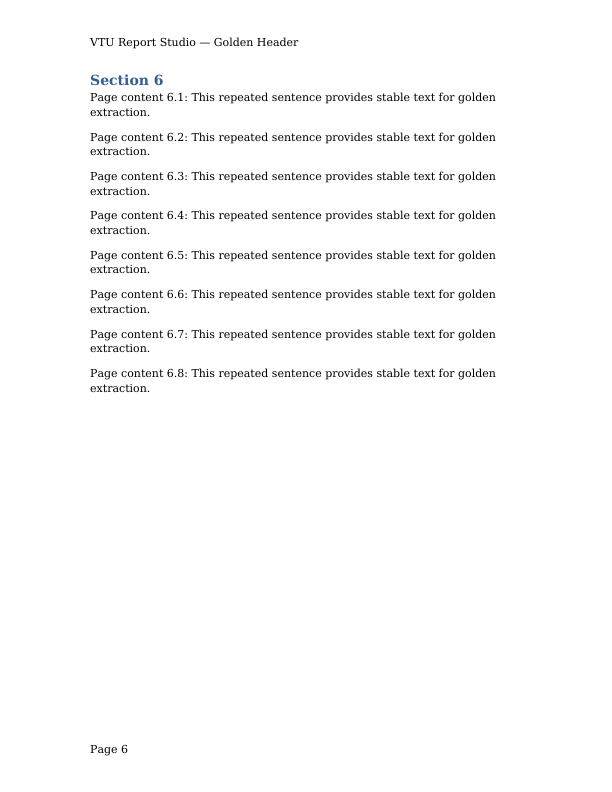 VTU Report Studio — Golden Header
Section 6
Page content 6.1: This repeated sentence provides stable text for golden
extraction.
Page content 6.2: This repeated sentence provides stable text for golden
extraction.
Page content 6.3: This repeated sentence provides stable text for golden
extraction.
Page content 6.4: This repeated sentence provides stable text for golden
extraction.
Page content 6.5: This repeated sentence provides stable text for golden
extraction.
Page content 6.6: This repeated sentence provides stable text for golden
extraction.
Page content 6.7: This repeated sentence provides stable text for golden
extraction.
Page content 6.8: This repeated sentence provides stable text for golden
extraction.
Page 6